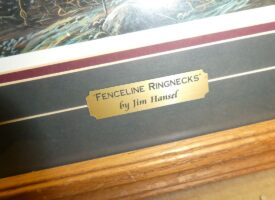 "FENCELINE RINGNECKS"
by Jim Hansel